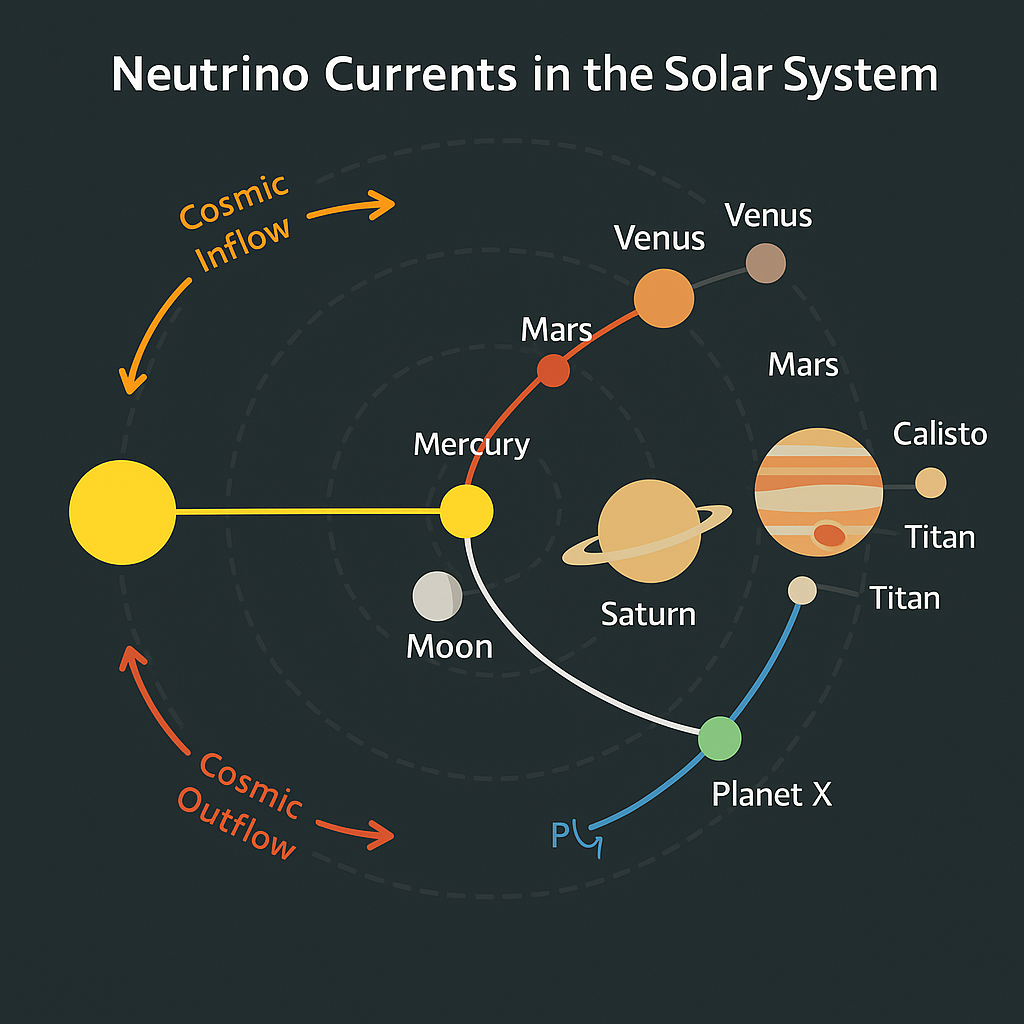 Neutrino Currents in the Solar System
Cosmic
Inflow
Venus
Venus
Mars
Mars
Calisto
Mercury
Titan
Titan
Saturn
Moon
Planet X
Cosmic
Outflow
P